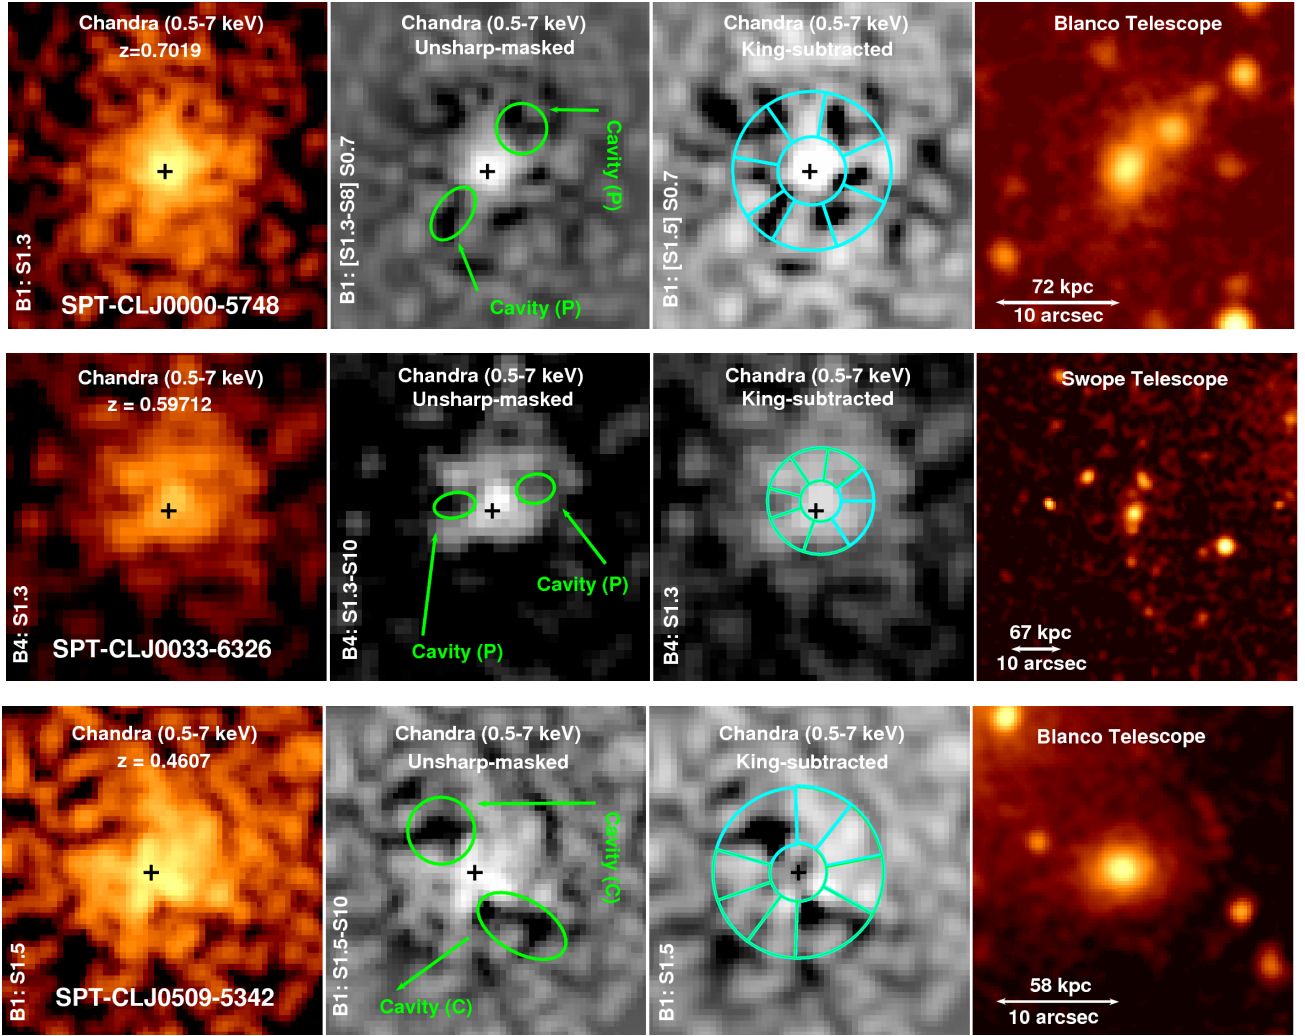 Chandra (0.5-7 keV)
z=0.7019
B1: S1.3
SPT-CLJ0000-5748
Chandra (0.5-7 keV)
Unsharp-masked
Cavity (P)
B1: [S1.3-S8] S0.7
Cavity (P)
Chandra (0.5-7 keV)
King-subtracted
B1: [S1.5] S0.7
Blanco Telescope
72 kpc
10 arcsec
Chandra (0.5-7 keV)
z = 0.59712
B4: S1.3
SPT-CLJ0033-6326
Chandra (0.5-7 keV)
Unsharp-masked
Cavity (P)
B4: S1.3-S10
Cavity (P)
Chandra (0.5-7 keV)
King-subtracted
B4: S1.3
Swope Telescope
67 kpc
10 arcsec
Chandra (0.5-7 keV)
z = 0.4607
B1: S1.5
SPT-CLJ0509-5342
Chandra (0.5-7 keV)
Unsharp-masked
Cavity (C)
B1: S1.5-S10
Cavity (C)
Chandra (0.5-7 keV)
King-subtracted
B1: S1.5
Blanco Telescope
58 kpc
10 arcsec